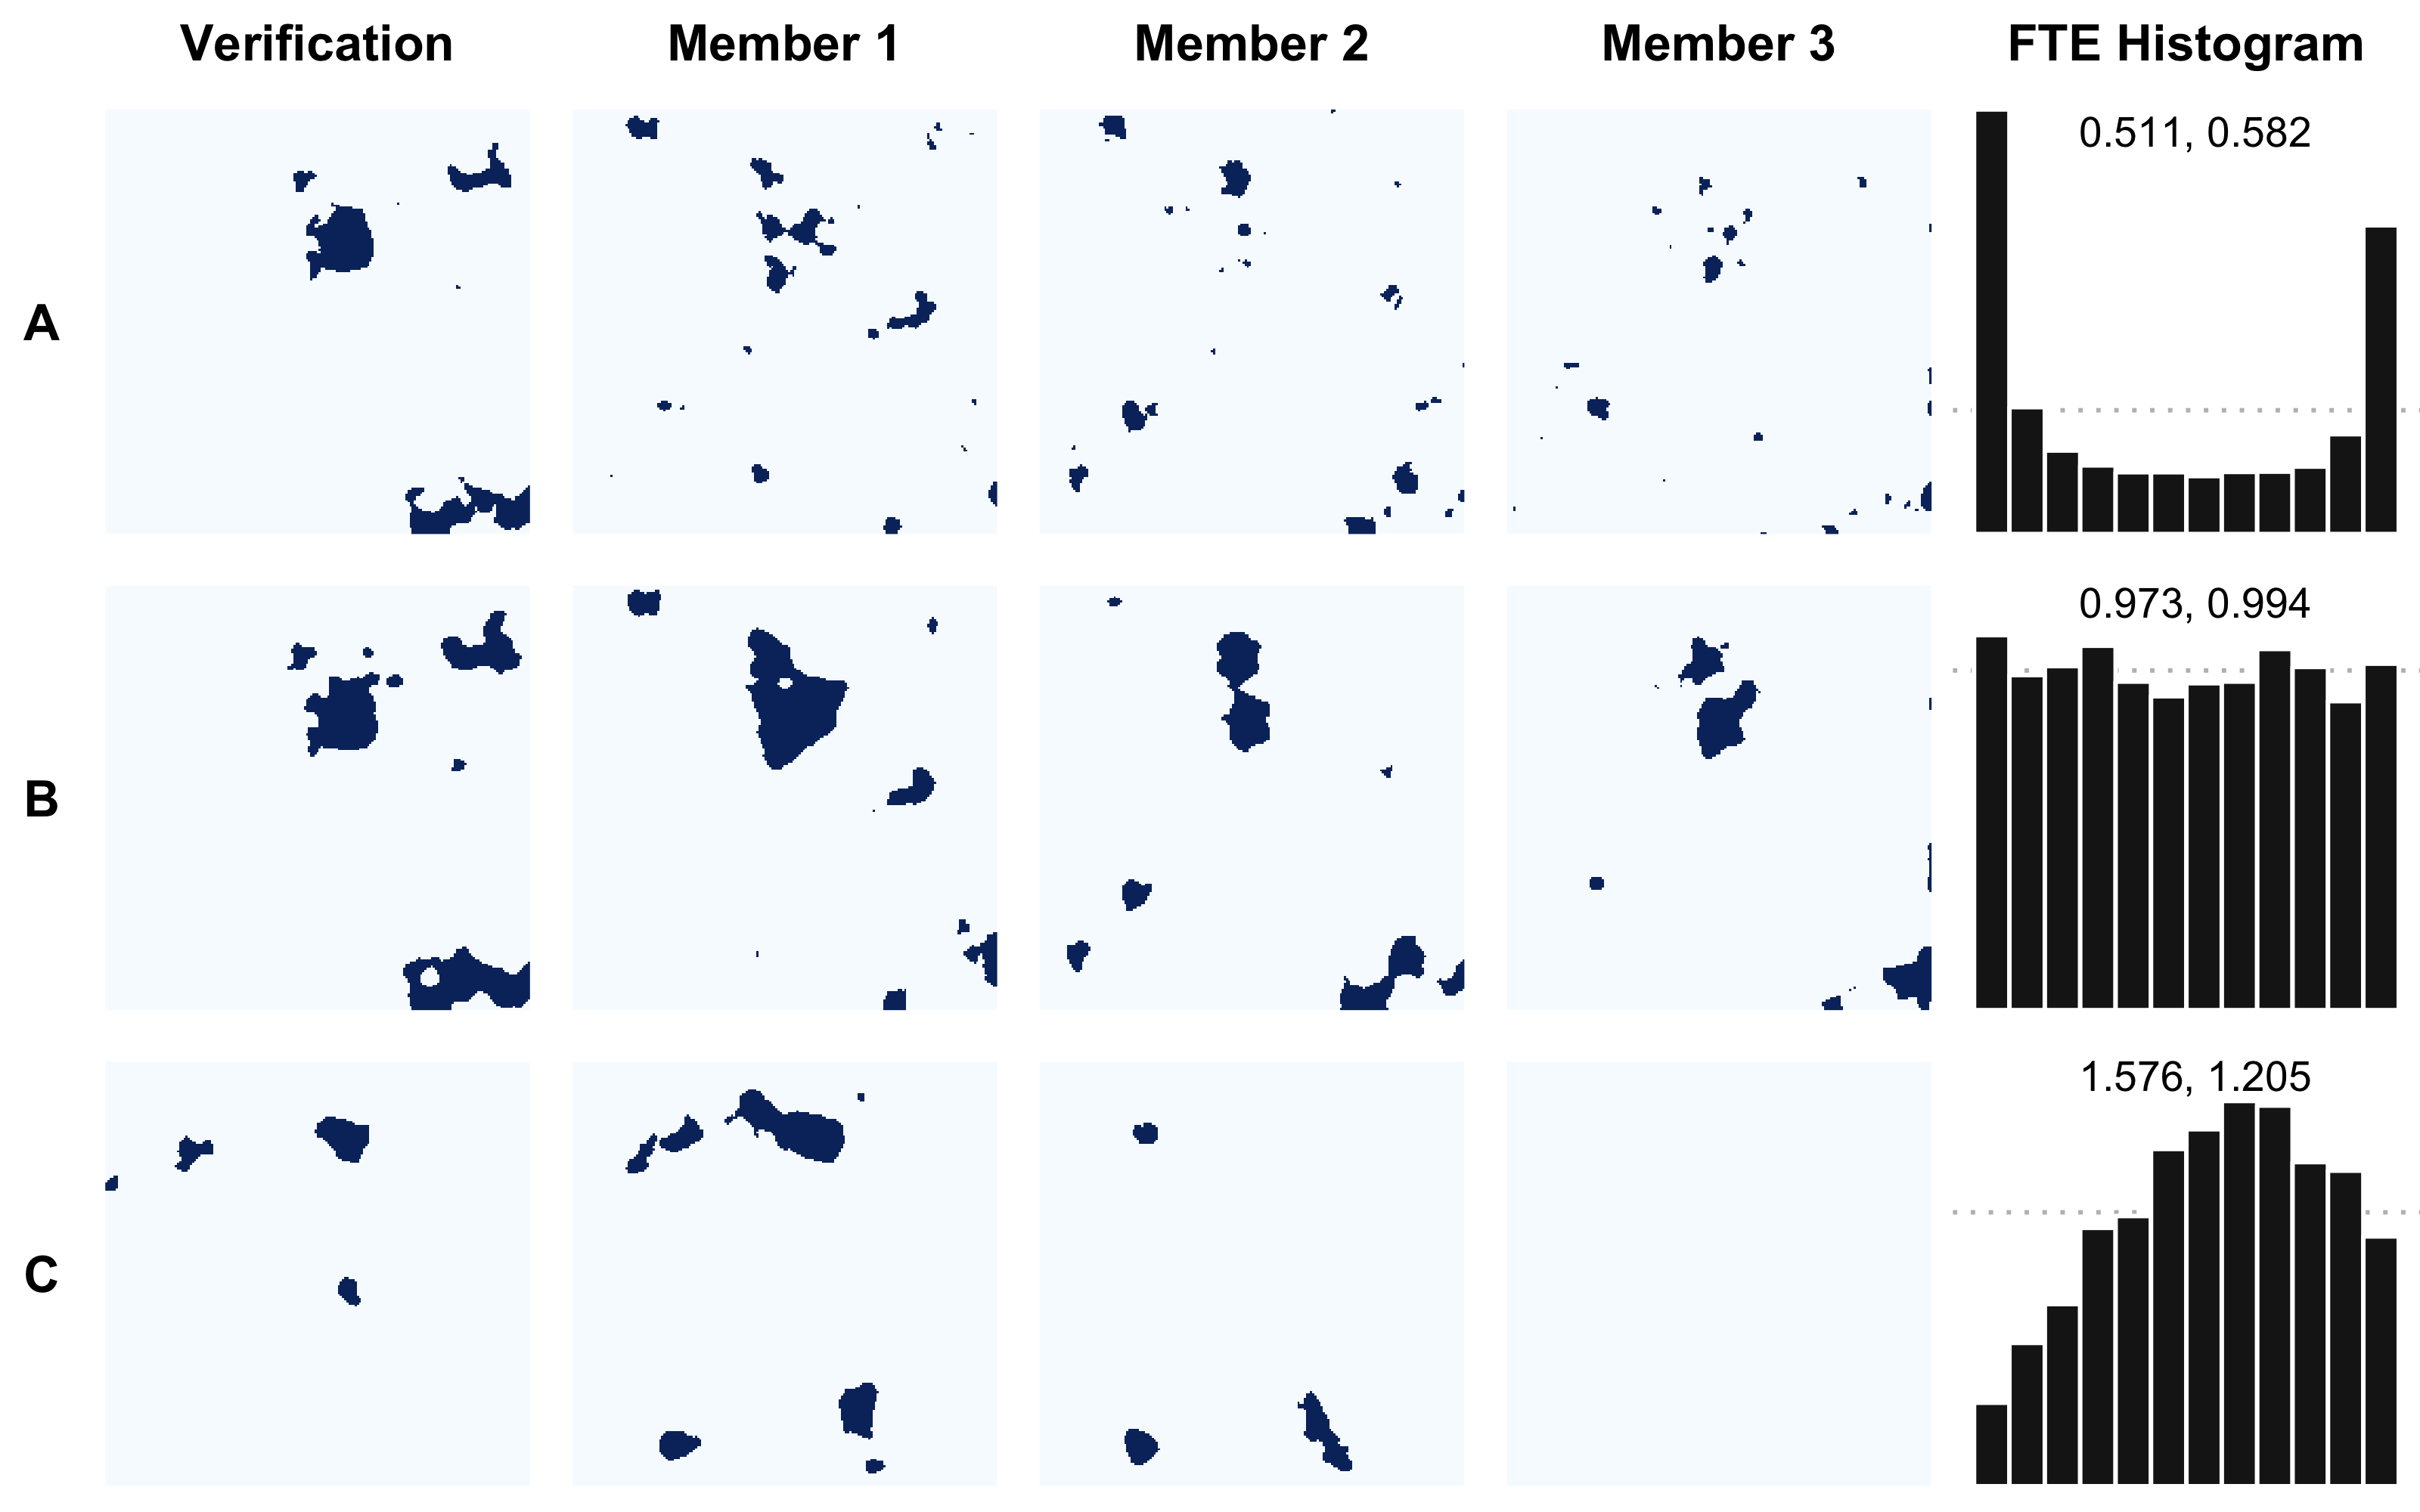 Verification Member 1 Member 2 Member 3 FTE Histogram
A 0.511, 0.582
B 0.973, 0.994
C 1.576, 1.205